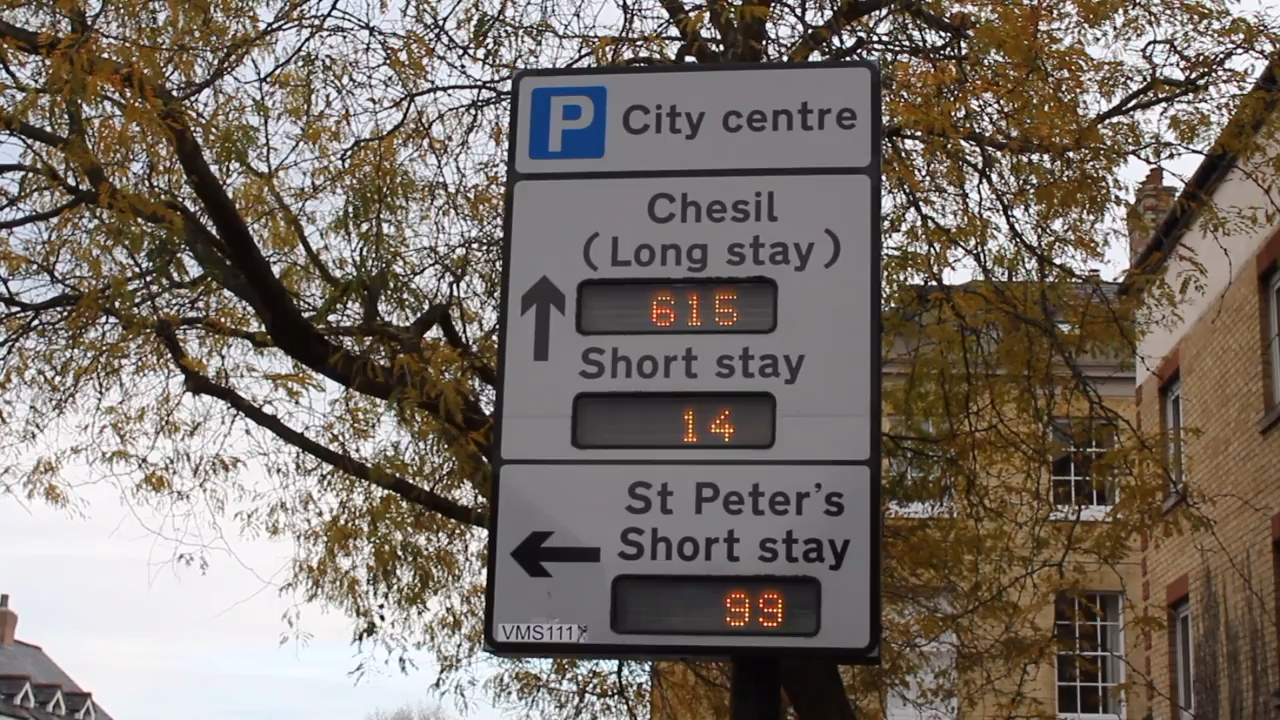 P City centre
Chesil
(Long stay)
615
Short stay
14
St Peter's
Short stay
99
VMS111